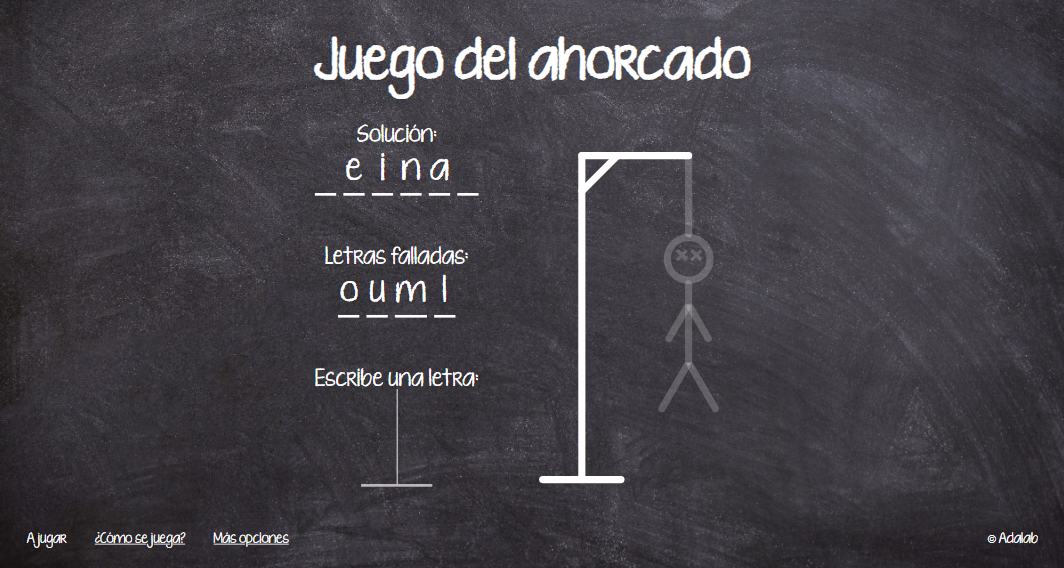 Juego del ahorcado
Solución:
e i n a
Letras falladas:
o u m l
Escribe una letra:
A jugar
¿Cómo se juega?
Más opciones
© Adalab